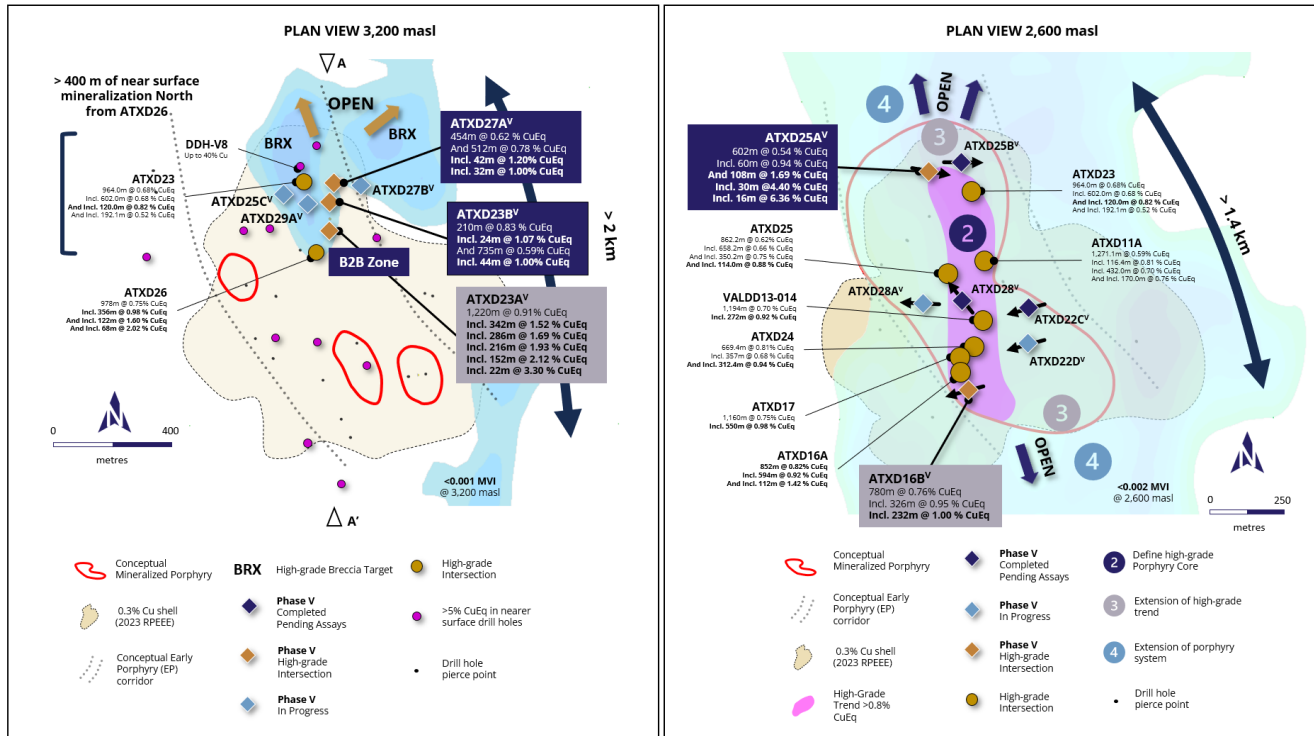 PLAN VIEW 3,200 masl
A
> 400 m of near surface
mineralization North
from ATXD26
OPEN
BRX
BRX
DDH-V8
Up to 40% Cu
ATXD23
964.0m @ 0.68% CuEq
Incl. 602.0m @ 0.68 % CuEq
And Incl. 120.0m @ 0.82 % CuEq
And Incl. 192.1m @ 0.52 % CuEq
ATXD25Cⱽ
ATXD29Aⱽ
ATXD27Aⱽ
454m @ 0.62 % CuEq
And 512m @ 0.78 % CuEq
Incl. 42m @ 1.20% CuEq
Incl. 32m @ 1.00% CuEq
ATXD27Bⱽ
ATXD23Bⱽ
210m @ 0.83 % CuEq
Incl. 24m @ 1.07 % CuEq
And 735m @ 0.59% CuEq
Incl. 44m @ 1.00% CuEq
> 2 km
B2B Zone
ATXD26
978m @ 0.75% CuEq
Incl. 356m @ 0.98 % CuEq
And Incl. 122m @ 1.60 % CuEq
And Incl. 68m @ 2.02 % CuEq
ATXD23Aⱽ
1,220m @ 0.91% CuEq
Incl. 342m @ 1.52 % CuEq
Incl. 286m @ 1.69 % CuEq
Incl. 216m @ 1.93 % CuEq
Incl. 152m @ 2.12 % CuEq
Incl. 22m @ 3.30 % CuEq
N
0 400
metres
<0.001 MVI
@ 3,200 masl
A'
Conceptual
Mineralized Porphyry
0.3% Cu shell
(2023 RPEEE)
Conceptual Early
Porphyry (EP)
corridor
BRX High-grade Breccia Target
Phase V
Completed
Pending Assays
Phase V
High-grade
Intersection
Phase V
In Progress
High-grade
Intersection
>5% CuEq in nearer
surface drill holes
Drill hole
pierce point
PLAN VIEW 2,600 masl
4
OPEN
3
ATXD25Aⱽ
602m @ 0.54 % CuEq
Incl. 60m @ 0.94 % CuEq
And 108m @ 1.69 % CuEq
Incl. 30m @4.40 % CuEq
Incl. 16m @ 6.36 % CuEq
ATXD25Bⱽ
ATXD23
964.0m @ 0.68% CuEq
Incl. 602.0m @ 0.68 % CuEq
And Incl. 120.0m @ 0.82 % CuEq
And Incl. 192.1m @ 0.52 % CuEq
> 1.4 km
2
ATXD25
862.2m @ 0.62% CuEq
Incl. 658.2m @ 0.66 % CuEq
And Incl. 350.2m @ 0.75 % CuEq
And Incl. 114.0m @ 0.88 % CuEq
ATXD11A
1,271.1m @ 0.59% CuEq
Incl. 116.4m @ 0.81 % CuEq
Incl. 432.0m @ 0.70 % CuEq
And Incl. 170.0m @ 0.76 % CuEq
ATXD28Aⱽ
ATXD28ⱽ
VALDD13-014
1,194m @ 0.70 % CuEq
Incl. 272m @ 0.92 % CuEq
ATXD22Cⱽ
ATXD24
669.4m @ 0.81% CuEq
Incl. 357m @ 0.68 % CuEq
And Incl. 312.4m @ 0.94 % CuEq
ATXD22Dⱽ
ATXD17
1,160m @ 0.75% CuEq
Incl. 550m @ 0.98 % CuEq
3
OPEN
4
ATXD16A
852m @ 0.82% CuEq
Incl. 594m @ 0.92 % CuEq
And Incl. 112m @ 1.42 % CuEq
ATXD16Bⱽ
780m @ 0.76% CuEq
Incl. 326m @ 0.95 % CuEq
Incl. 232m @ 1.00 % CuEq
<0.002 MVI
@ 2,600 masl
N
0 250
metres
Conceptual
Mineralized Porphyry
Conceptual Early
Porphyry (EP)
corridor
0.3% Cu shell
(2023 RPEEE)
High-Grade
Trend >0.8%
CuEq
Phase V
Completed
Pending Assays
Phase V
In Progress
Phase V
High-grade
Intersection
High-grade
Intersection
2 Define high-grade
Porphyry Core
3 Extension of high-grade
trend
4 Extension of porphyry
system
Drill hole
pierce point